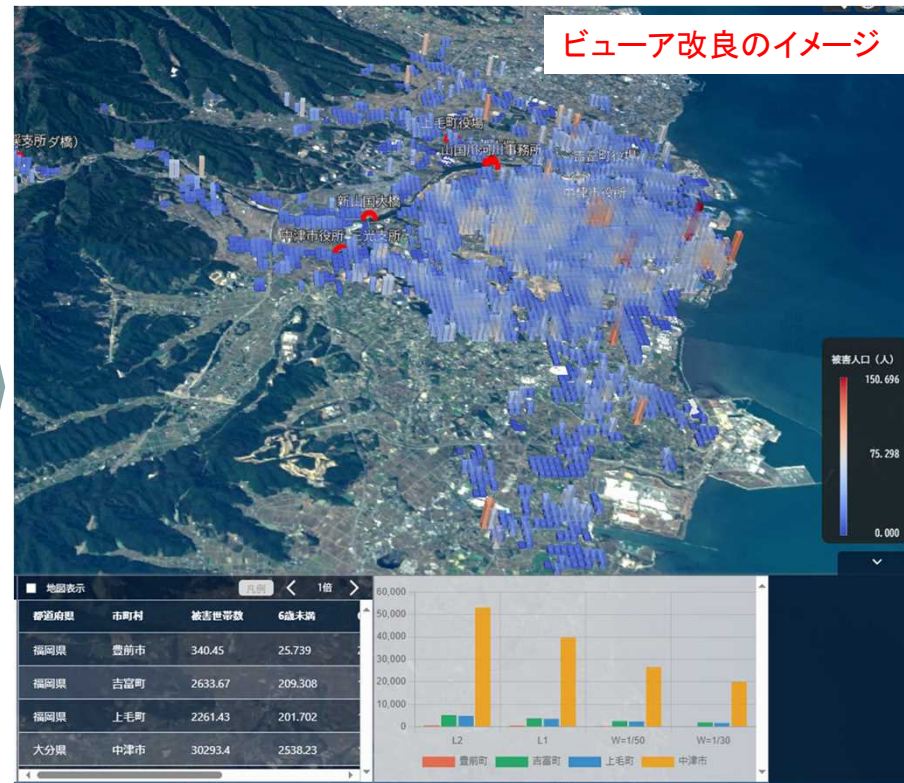 ビューア改良のイメージ
上毛町役場
山国川河川事務所
吉富町役場
中津市役所
支所ダ橋)
新山国大橋
中津市役所 三光支所
被害人口(人)
150.696
75.298
0.000
地図表示
凡例
1倍
都道府県 市町村 被害世帯数 6歳未満
福岡県 豊前市 340.45 25.739
福岡県 吉富町 2633.67 209.308
福岡県 上毛町 2261.43 201.702
大分県 中津市 30293.4 2538.23
60,000
50,000
40,000
30,000
20,000
10,000
0
L2 L1 W=1/50 W=1/30
豊前町 吉富町 上毛町 中津市